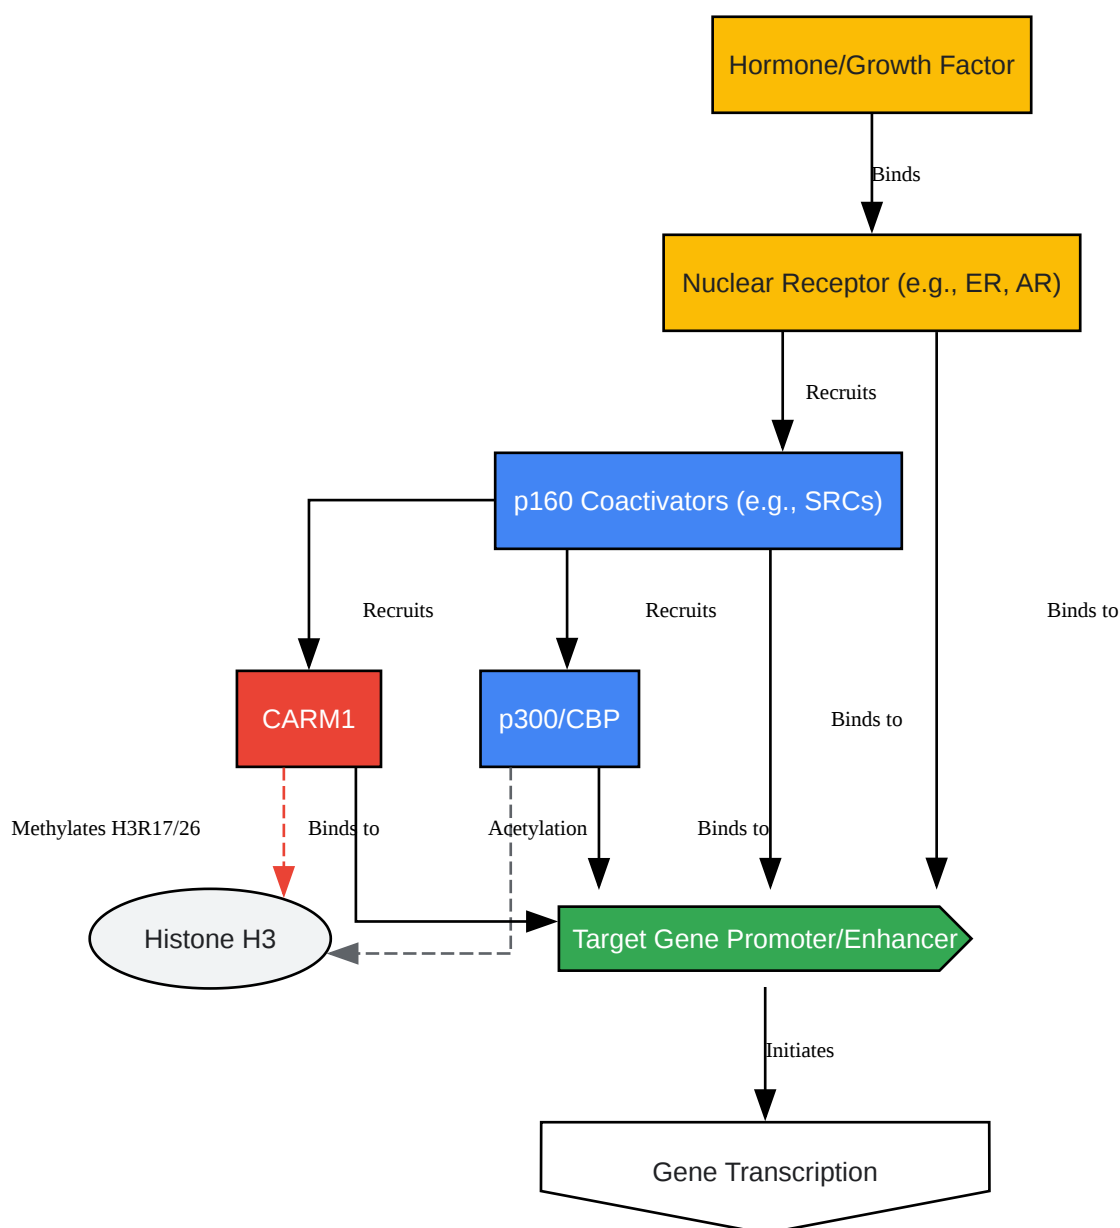 Hormone/Growth Factor
Binds
Nuclear Receptor (e.g., ER, AR)
Recruits
p160 Coactivators (e.g., SRCs)
Recruits
Recruits
Binds to
CARM1
p300/CBP
Binds to
Methylates H3R17/26
Binds to
Acetylation
Binds to
Histone H3
Target Gene Promoter/Enhancer
Initiates
Gene Transcription